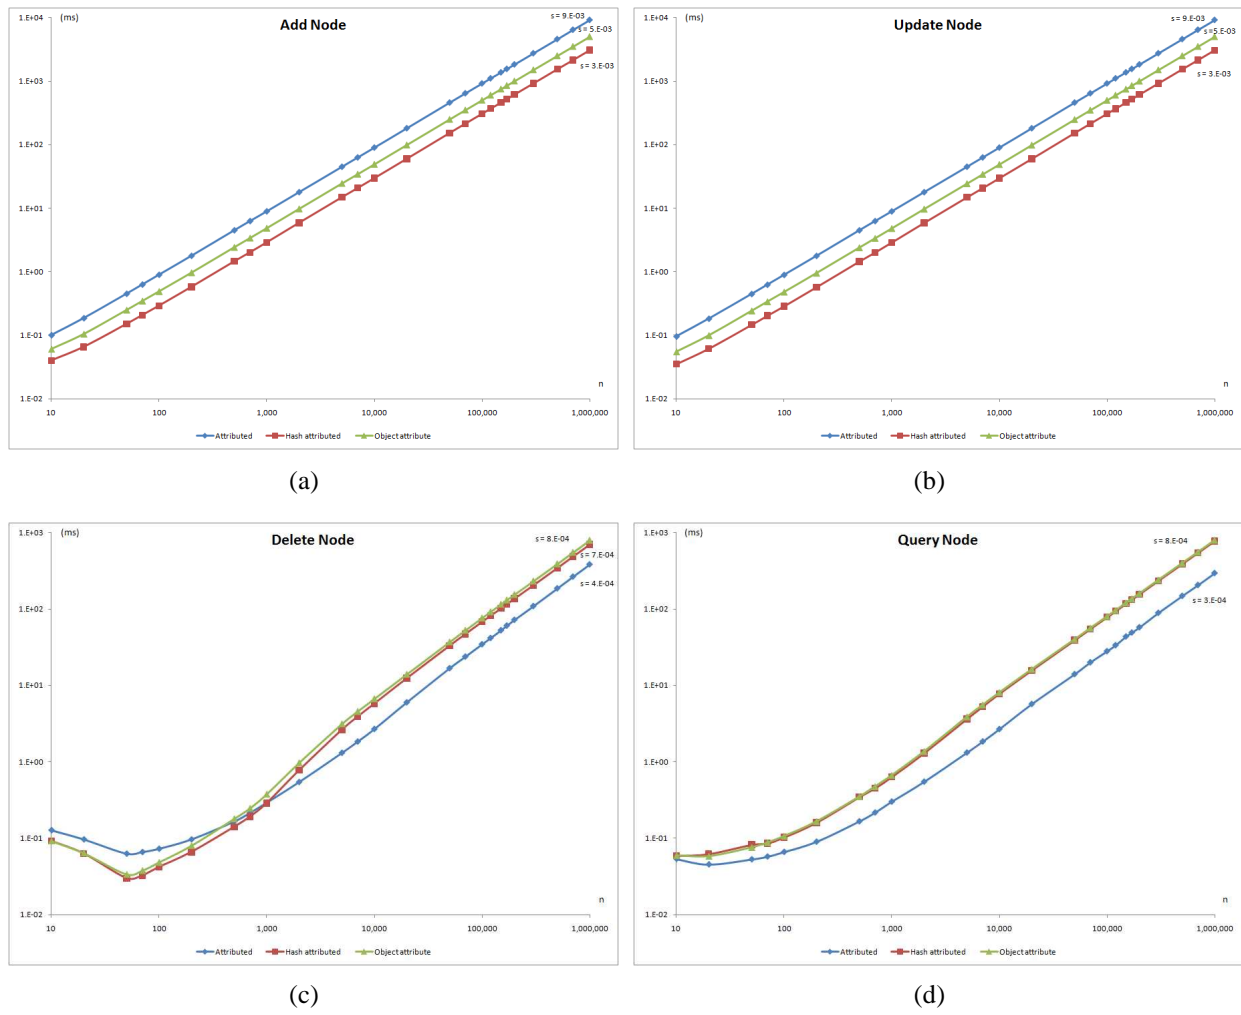 (ms)
Add Node
s = 9.E-03
s = 5.E-03
s = 3.E-03
1.E+04
1.E+03
1.E+02
1.E+01
1.E+00
1.E-01
1.E-02
n
10
100
1,000
10,000
100,000
1,000,000
Attributed
Hash attributed
Object attribute
(a)
(ms)
Update Node
s = 9.E-03
s =5.E-03
s = 3.E-03
1.E+04
1.E+03
1.E+02
1.E+01
1.E+00
1.E-01
1.E-02
n
10
100
1,000
10,000
100,000
1,000,000
Attributed
Hash attributed
Object attribute
(b)
(ms)
Delete Node
s = 8.E-04
s = 7.E-04
s = 4.E-04
1.E+03
1.E+02
1.E+01
1.E+00
1.E-01
1.E-02
n
10
100
1,000
10,000
100,000
1,000,000
Attributed
Hash attributed
Object attribute
(c)
(ms)
Query Node
s = 8.E-04
s = 3.E-04
1.E+03
1.E+02
1.E+01
1.E+00
1.E-01
1.E-02
n
10
100
1,000
10,000
100,000
1,000,000
Attributed
Hash attributed
Object attribute
(d)